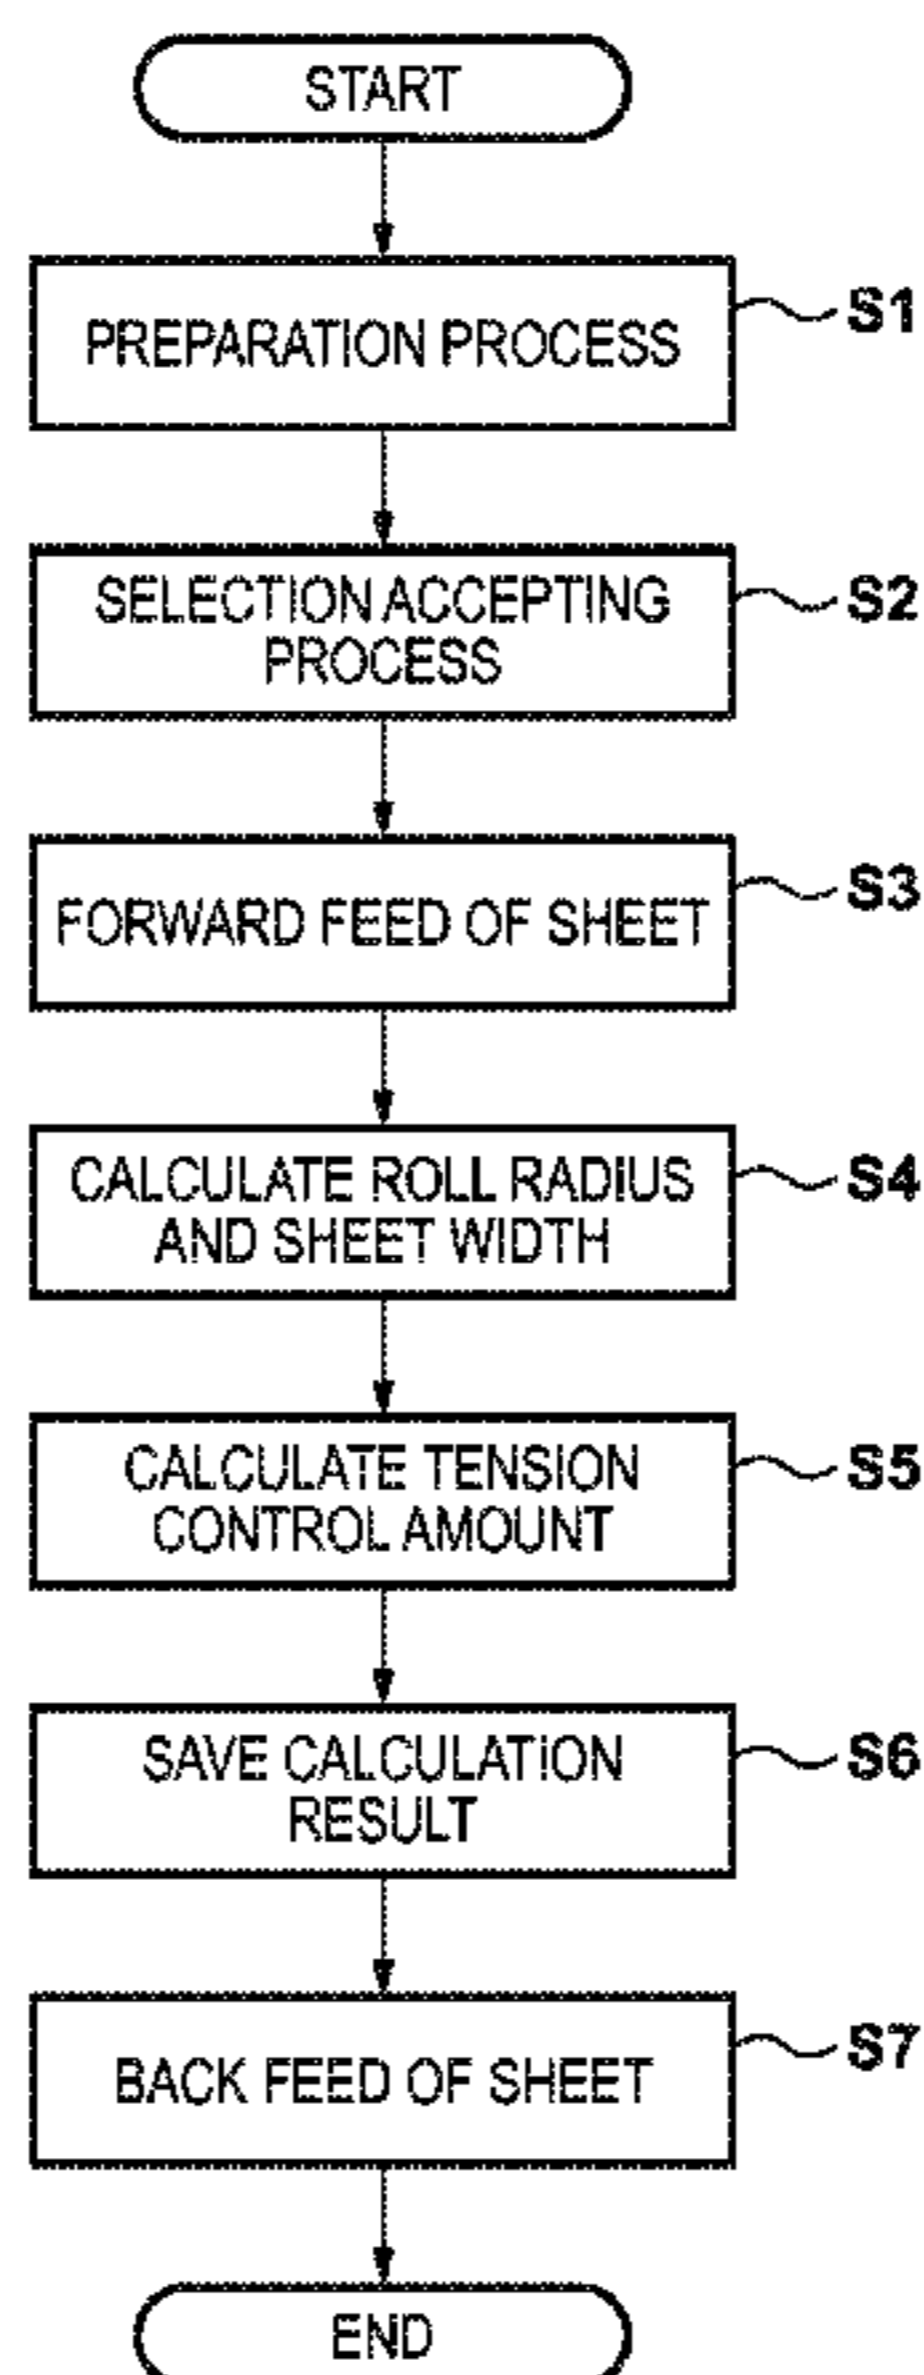 START
PREPARATION PROCESS
S1
SELECTION ACCEPTING
PROCESS
S2
FORWARD FEED OF SHEET
S3
CALCULATE ROLL RADIUS
AND SHEET WIDTH
S4
CALCULATE TENSION
CONTROL AMOUNT
S5
SAVE CALCULATION
RESULT
S6
BACK FEED OF SHEET
S7
END